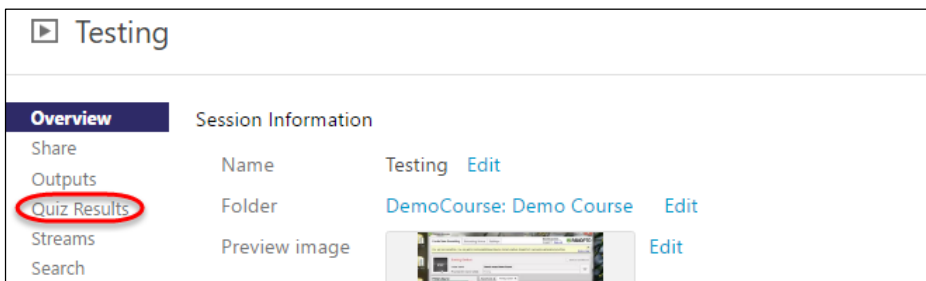 Testing
Overview
Share
Outputs
Quiz Results
Streams
Search
Session Information
Name Testing Edit
Folder DemoCourse: Demo Course Edit
Preview image Edit